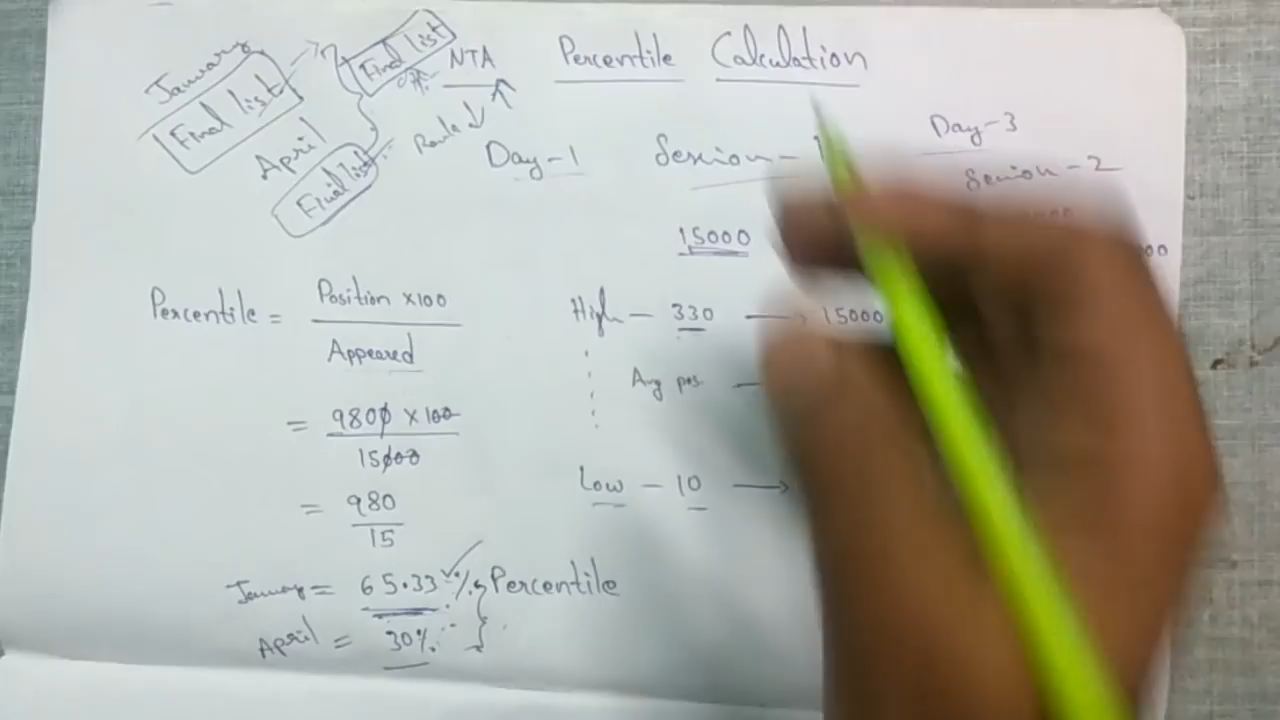 Percentile Calculation
January
Final list
April
Final list
Final list
NTA
Day-1
Session-
Day-3
Session-2
15000
Percentile = Position ×100
Appeared
= 9800 × 100
15000
= 980
15
January = 65.33 % Percentile
April = 30%
High - 330 → 15000
Avg pos. -
Low - 10 →